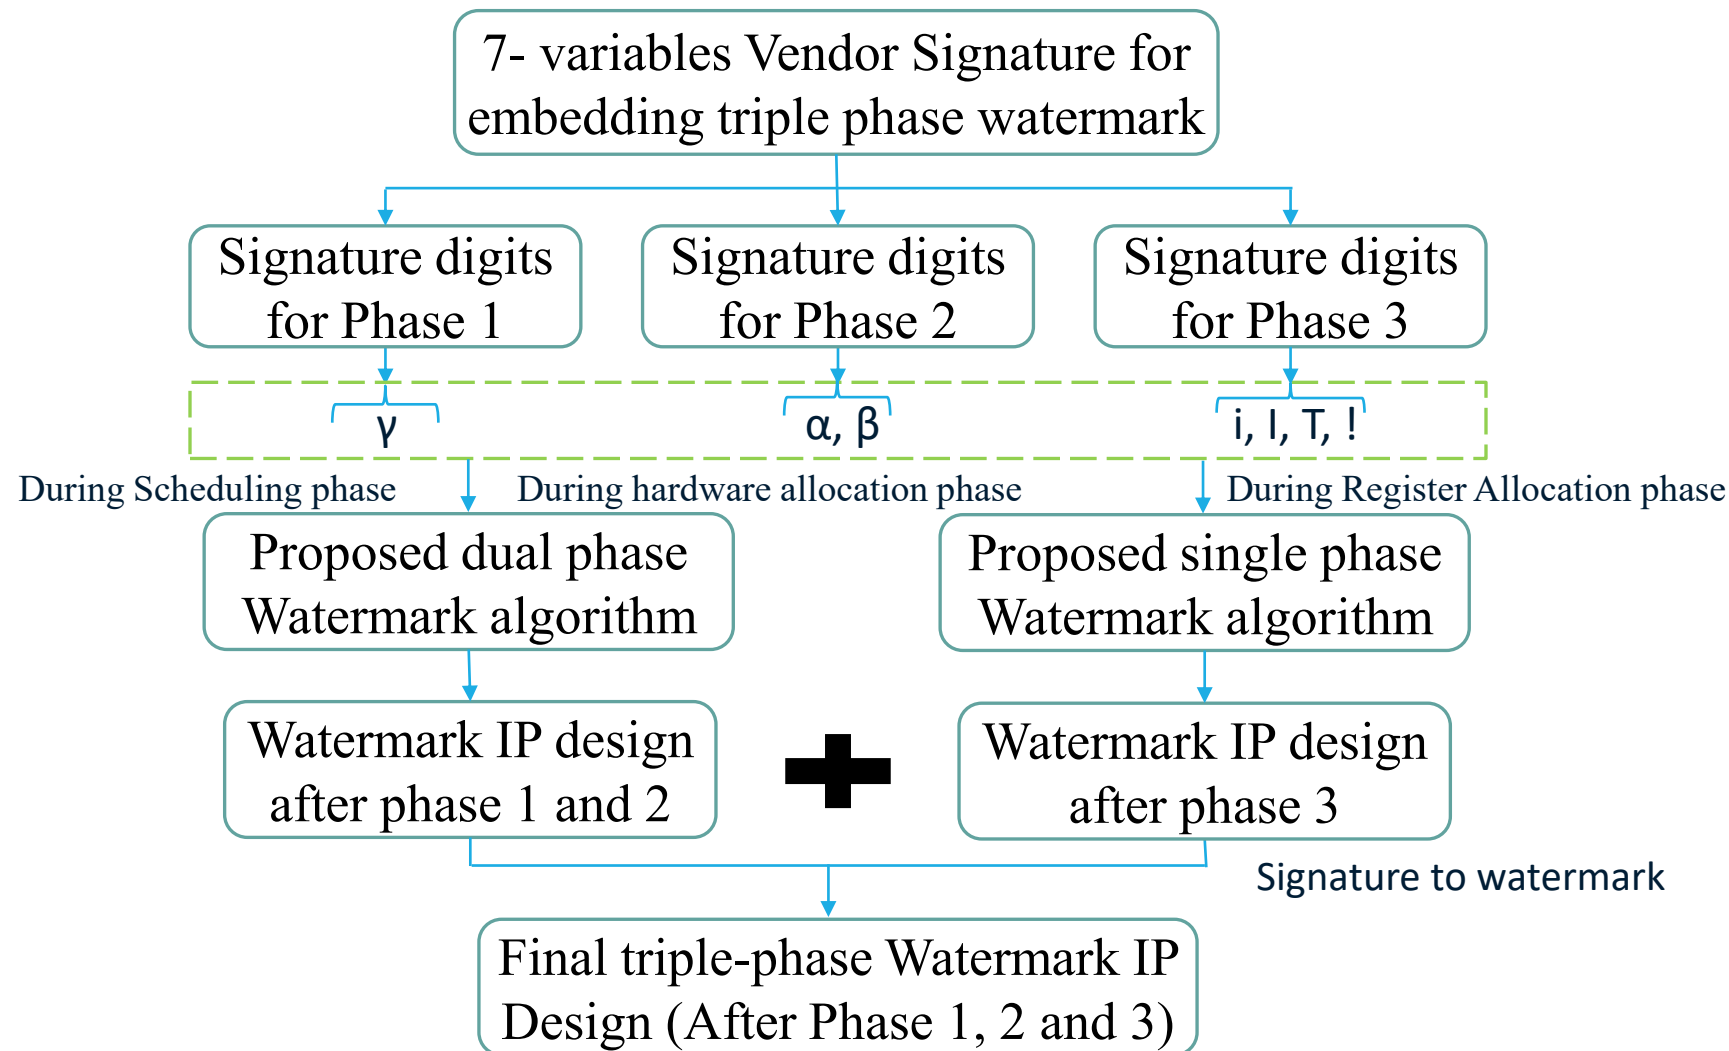 7- variables Vendor Signature for
embedding triple phase watermark
Signature digits
for Phase 1
Signature digits
for Phase 2
Signature digits
for Phase 3
γ
α, β
i, I, T, !
During Scheduling phase
During hardware allocation phase
During Register Allocation phase
Proposed dual phase
Watermark algorithm
Proposed single phase
Watermark algorithm
Watermark IP design
after phase 1 and 2
Watermark IP design
after phase 3
Signature to watermark
Final triple-phase Watermark IP
Design (After Phase 1, 2 and 3)